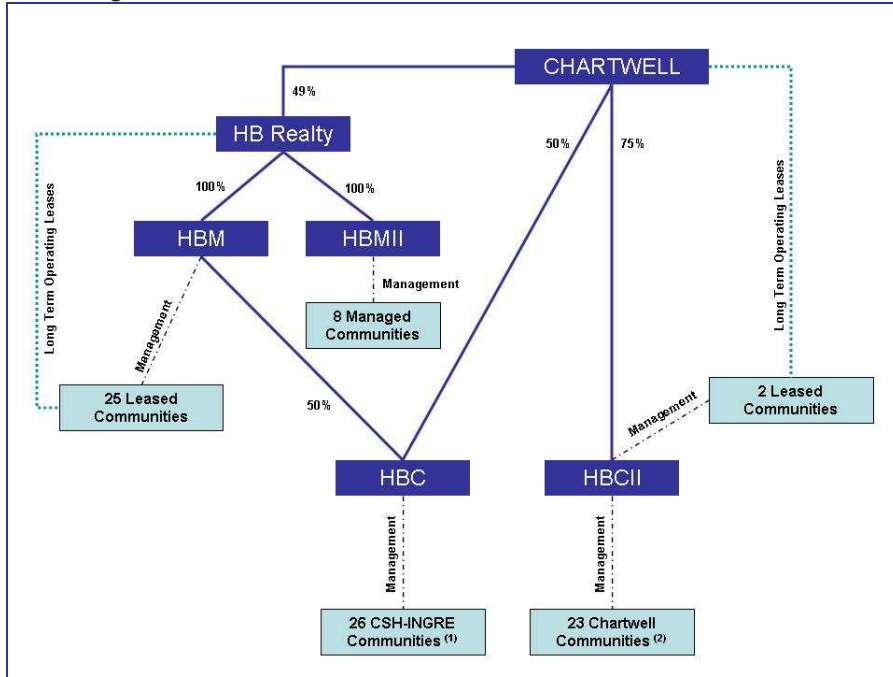 CHARTWELL
49%
HB Realty
50%
75%
100%
100%
Long Term Operating Leases
Long Term Operating Leases
HBM
HBMII
Management
Management
8 Managed
Communities
25 Leased
Communities
2 Leased
Communities
50%
Management
HBC
HBCII
Management
Management
26 CSH-INGRE
Communities (1)
23 Chartwell
Communities (2)